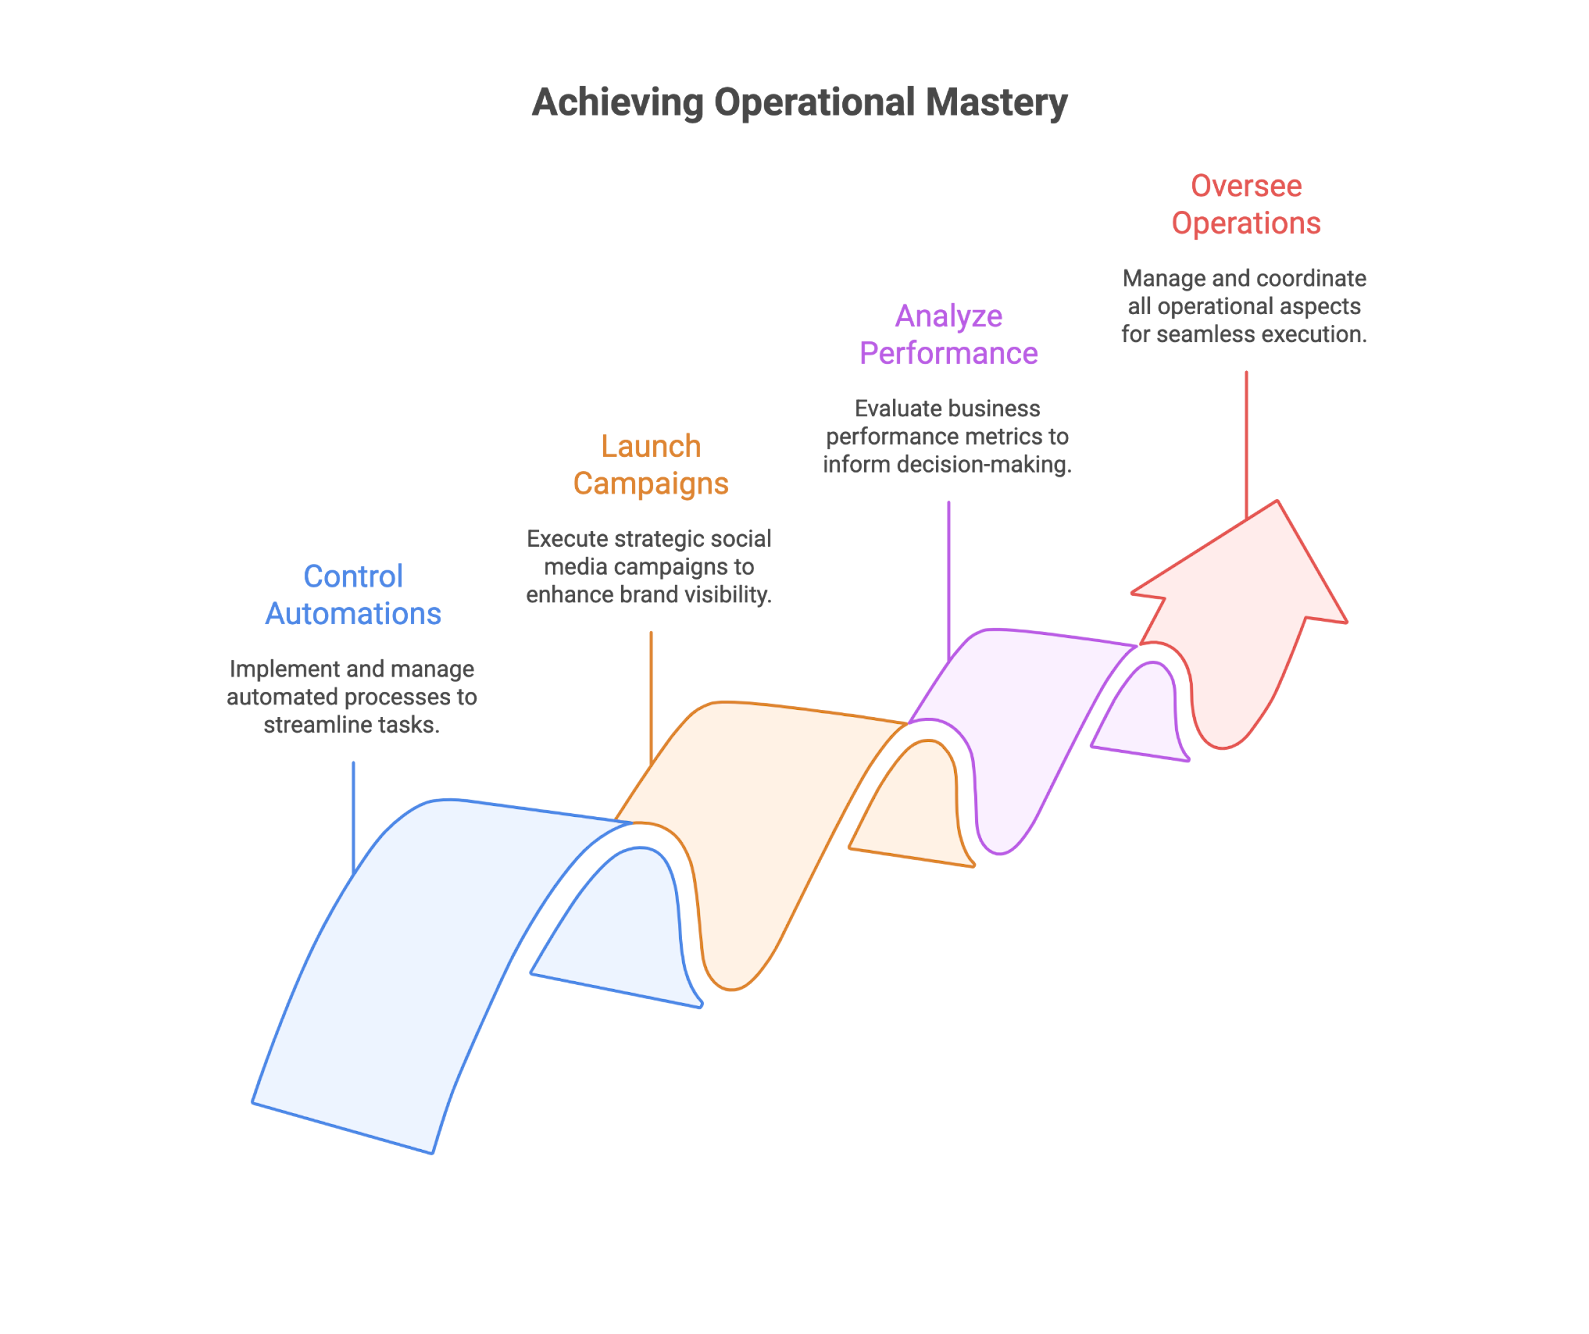 Achieving Operational Mastery
Oversee
Operations
Manage and coordinate
all operational aspects
for seamless execution.
Analyze
Performance
Evaluate business
performance metrics to
inform decision-making.
Launch
Campaigns
Execute strategic social
media campaigns to
enhance brand visibility.
Control
Automations
Implement and manage
automated processes to
streamline tasks.